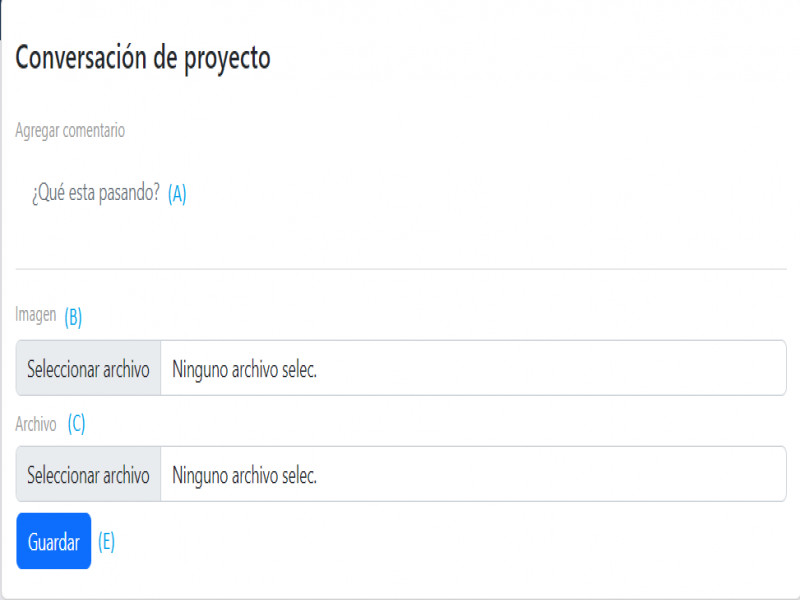 Conversación de proyecto
Agregar comentario
¿Qué esta pasando? (A)
Imagen (B)
Seleccionar archivo Ninguno archivo selec.
Archivo (C)
Seleccionar archivo Ninguno archivo selec.
Guardar (E)